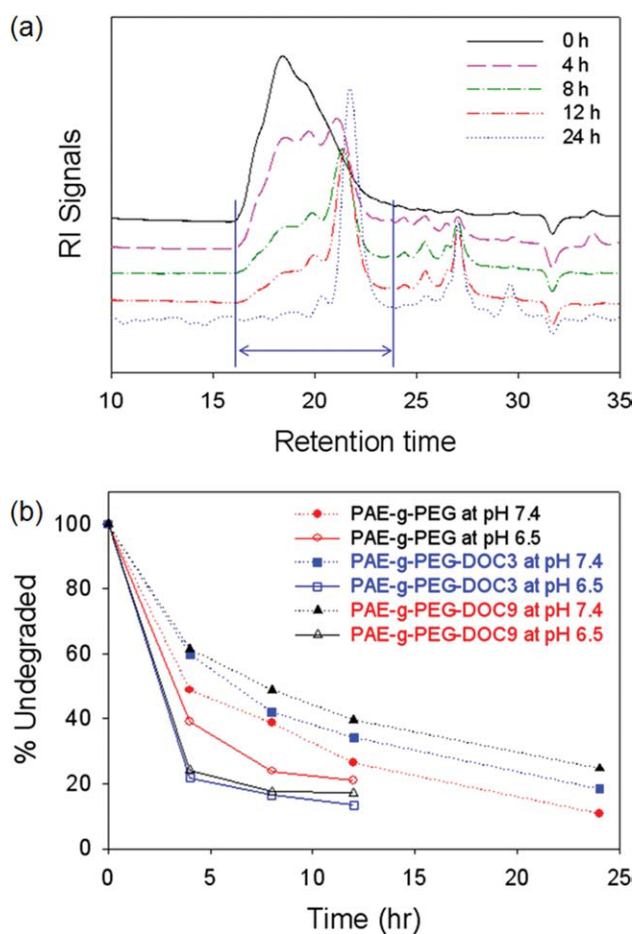 (a)
0 h
4 h
8 h
12 h
24 h
RI Signals
10 15 20 25 30 35
Retention time
(b)
PAE-g-PEG at pH 7.4
PAE-g-PEG at pH 6.5
PAE-g-PEG-DOC3 at pH 7.4
PAE-g-PEG-DOC3 at pH 6.5
PAE-g-PEG-DOC9 at pH 7.4
PAE-g-PEG-DOC9 at pH 6.5
% Undegraded
100
80
60
40
20
0
0 5 10 15 20 25
Time (hr)